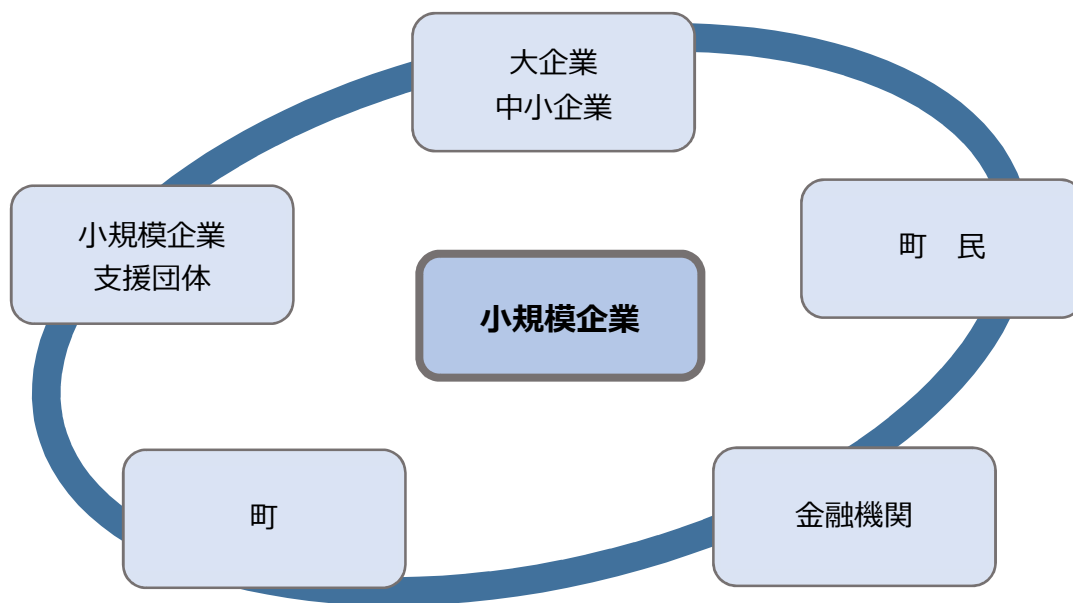 大企業
中小企業
小規模企業
支援団体
町　民
小規模企業
町
金融機関